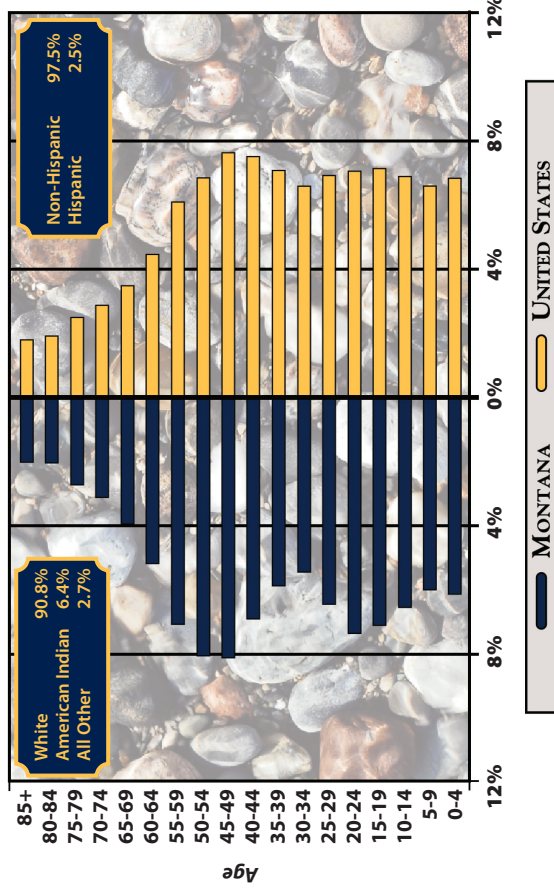 White 90.8%
American Indian 6.4%
All Other 2.7%
Non-Hispanic 97.5%
Hispanic 2.5%
Age
85+
80-84
75-79
70-74
65-69
60-64
55-59
50-54
45-49
40-44
35-39
30-34
25-29
20-24
15-19
10-14
5-9
0-4
12% 8% 4% 0% 4% 8% 12%
MONTANA UNITED STATES